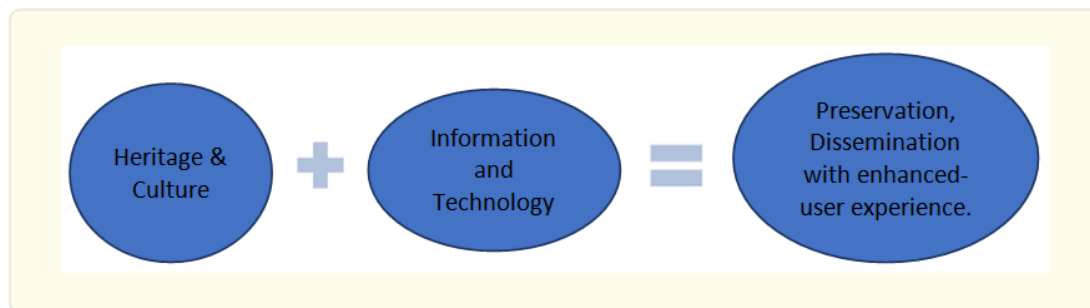 Heritage &
Culture
Information
and
Technology
Preservation,
Dissemination
with enhanced-
user experience.